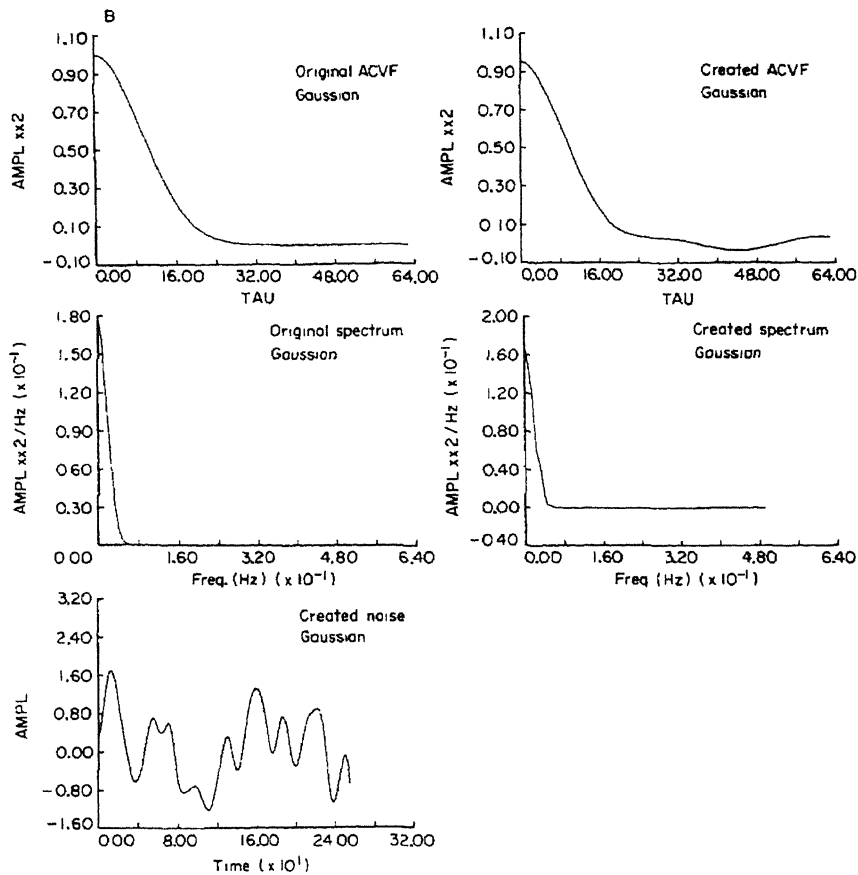 B
1.10
0.90
0.70
0.50
0.30
0.10
-0.10
AMPL xx2
Original ACVF
Gaussian
0.00 16.00 32.00 48.00 64.00
TAU
1.10
0.90
0.70
0.50
0.30
0.10
-0.10
AMPL xx2
Created ACVF
Gaussian
0.00 16.00 32.00 48.00 64.00
TAU
1.80
1.50
1.20
0.90
0.60
0.30
0.00
AMPL xx2/Hz (x10⁻¹)
Original spectrum
Gaussian
1.60 3.20 4.80 6.40
Freq. (Hz) (x10⁻¹)
2.00
1.60
1.20
0.80
0.40
0.00
-0.40
AMPL xx2/Hz (x10⁻¹)
Created spectrum
Gaussian
0.00 1.60 3.20 4.80 6.40
Freq (Hz) (x10⁻¹)
3.20
2.40
1.60
0.80
0.00
-0.80
-1.60
AMPL
Created noise
Gaussian
0.00 8.00 16.00 24.00 32.00
Time (x10¹)